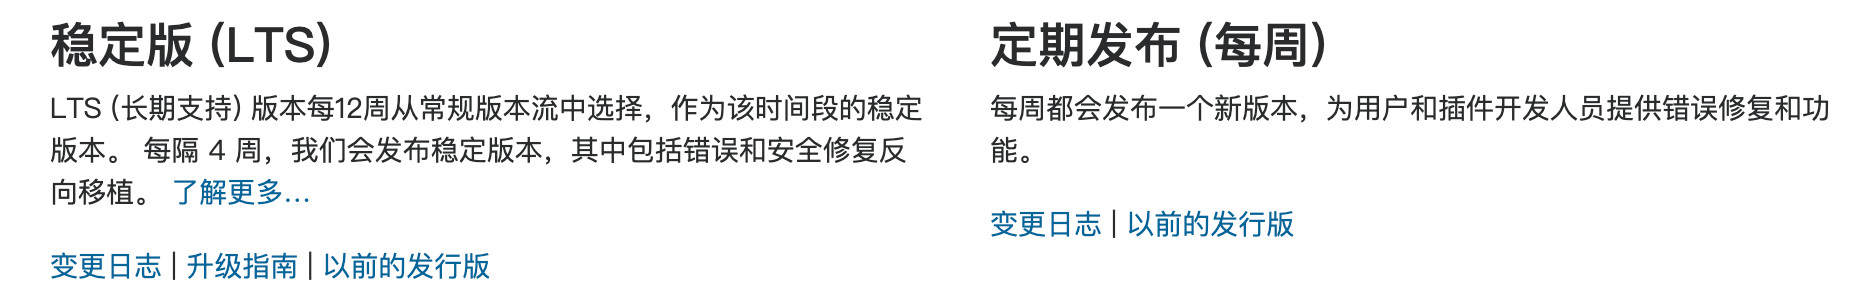 稳定版 (LTS)
LTS (长期支持) 版本每12周从常规版本流中选择，作为该时间段的稳定
版本。 每隔 4 周，我们会发布稳定版本，其中包括错误和安全修复反
向移植。 了解更多…
变更日志 | 升级指南 | 以前的发行版
定期发布 (每周)
每周都会发布一个新版本，为用户和插件开发人员提供错误修复和功
能。
变更日志 | 以前的发行版